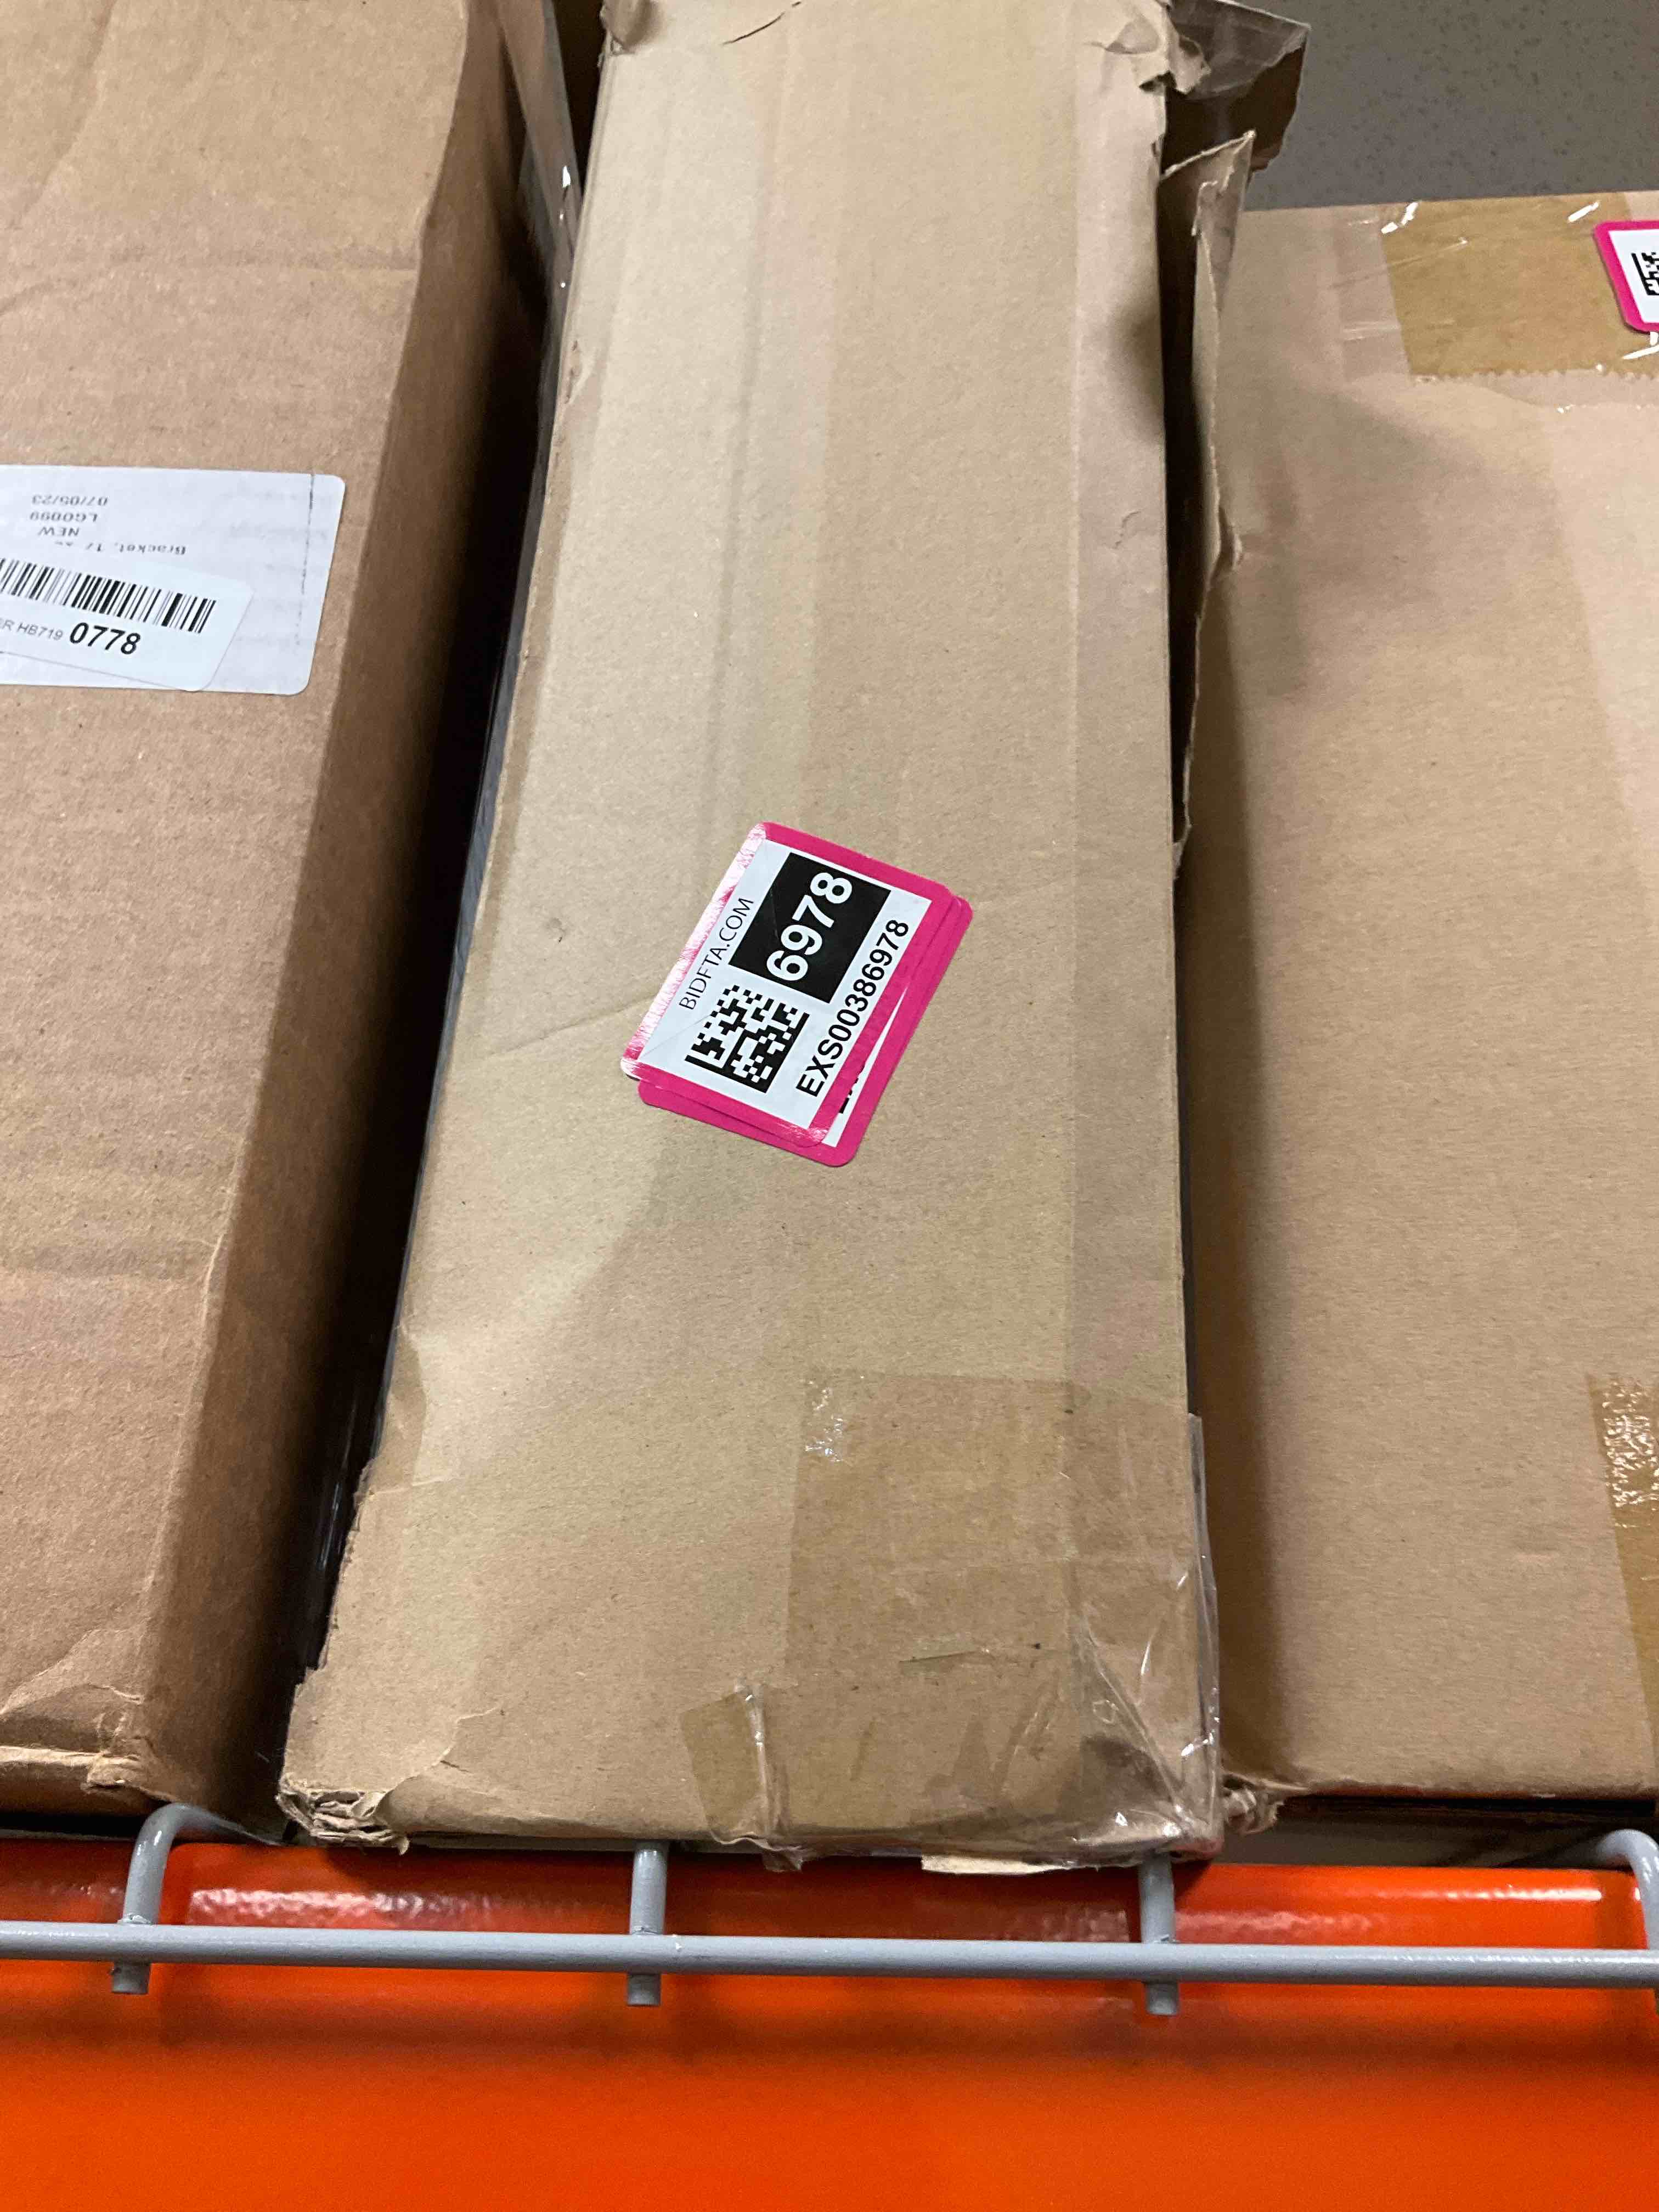 07/05/23
LG0099
NEW
Bracket, 17
HB719 0778
BIDFTA.COM
6978
EXS00386978